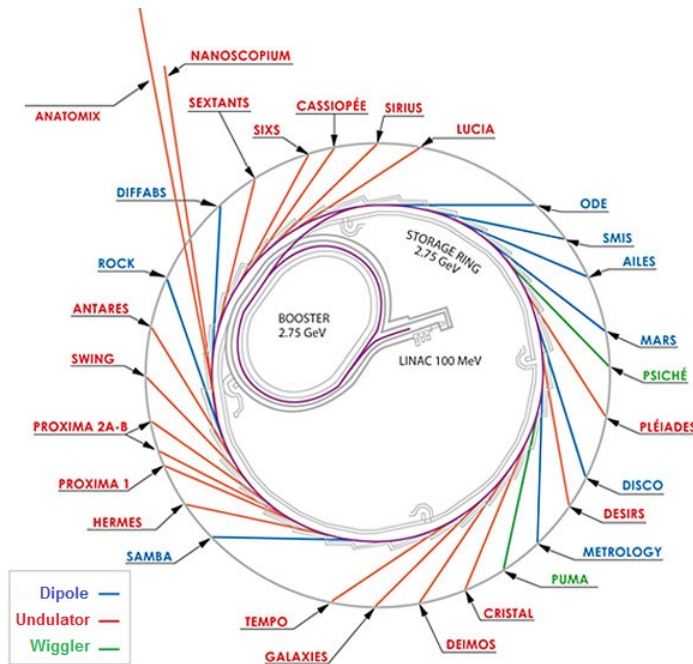 NANOSCOPIUM
ANATOMIX
SEXTANTS
SIXS
CASSIOPÉE
SIRIUS
LUCIA
DIFFABS
ODE
SMIS
AILES
MARS
PSICHÉ
PLÉIADES
DISCO
DESIRS
METROLOGY
PUMA
CRISTAL
DEIMOS
GALAXIES
TEMPO
SAMBA
HERMES
PROXIMA 1
PROXIMA 2A-B
SWING
ANTARES
ROCK
STORAGE RING
2.75 GeV
BOOSTER
2.75 GeV
LINAC 100 MeV
Dipole
Undulator
Wiggler